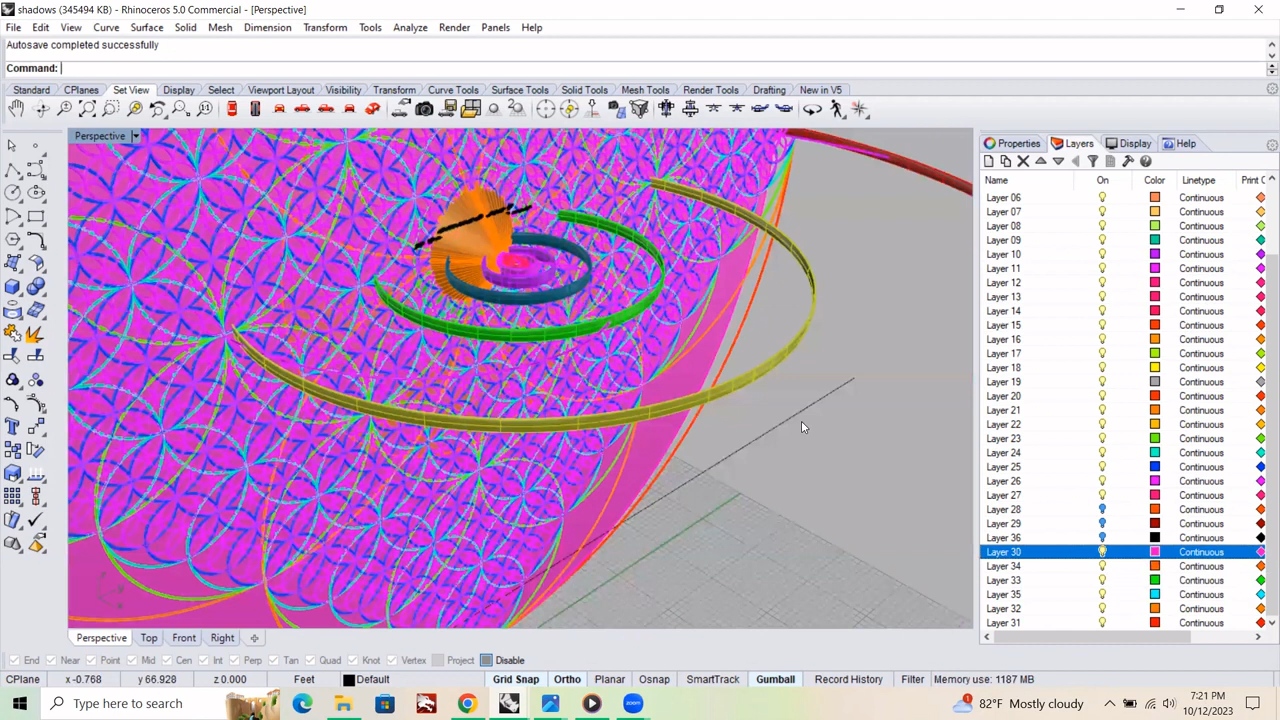 shadows (345494 KB) - Rhinoceros 5.0 Commercial - [Perspective]
File Edit View Curve Surface Solid Mesh Dimension Transform Tools Analyze Render Panels Help
Autosave completed successfully
Command:
Standard CPlanes Set View Display Select Viewport Layout Visibility Transform Curve Tools Surface Tools Solid Tools Mesh Tools Render Tools Drafting New in V5
Perspective
Properties Layers Display Help
Name On Color Linetype Print C
Layer 06 Continuous
Layer 07 Continuous
Layer 08 Continuous
Layer 09 Continuous
Layer 10 Continuous
Layer 11 Continuous
Layer 12 Continuous
Layer 13 Continuous
Layer 14 Continuous
Layer 15 Continuous
Layer 16 Continuous
Layer 17 Continuous
Layer 18 Continuous
Layer 19 Continuous
Layer 20 Continuous
Layer 21 Continuous
Layer 22 Continuous
Layer 23 Continuous
Layer 24 Continuous
Layer 25 Continuous
Layer 26 Continuous
Layer 27 Continuous
Layer 28 Continuous
Layer 29 Continuous
Layer 36 Continuous
Layer 30 Continuous
Layer 34 Continuous
Layer 33 Continuous
Layer 35 Continuous
Layer 32 Continuous
Layer 31 Continuous
Perspective Top Front Right
End Near Point Mid Cen Int Perp Tan Quad Knot Vertex Project Disable
CPlane x -0.768 y 66.928 z 0.000 Feet Default Grid Snap Ortho Planar Osnap SmartTrack Gumball Record History Filter Memory use: 1187 MB
Type here to search
1
82°F Mostly cloudy
7:21 PM
10/12/2023